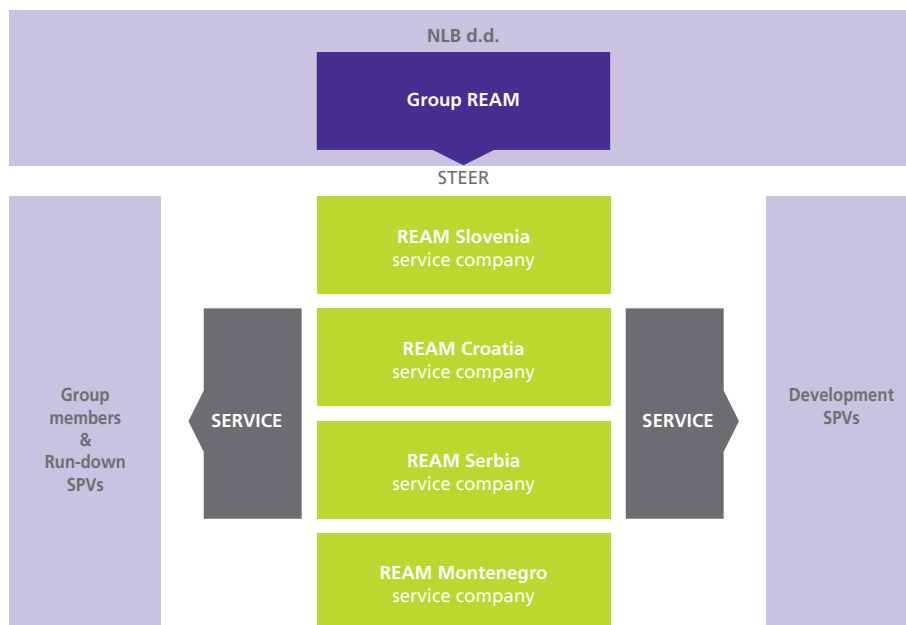 NLB d.d.
Group REAM
STEER
REAM Slovenia
service company
REAM Croatia
service company
REAM Serbia
service company
REAM Montenegro
service company
Group
members
&
Run-down
SPVs
SERVICE
SERVICE
Development
SPVs